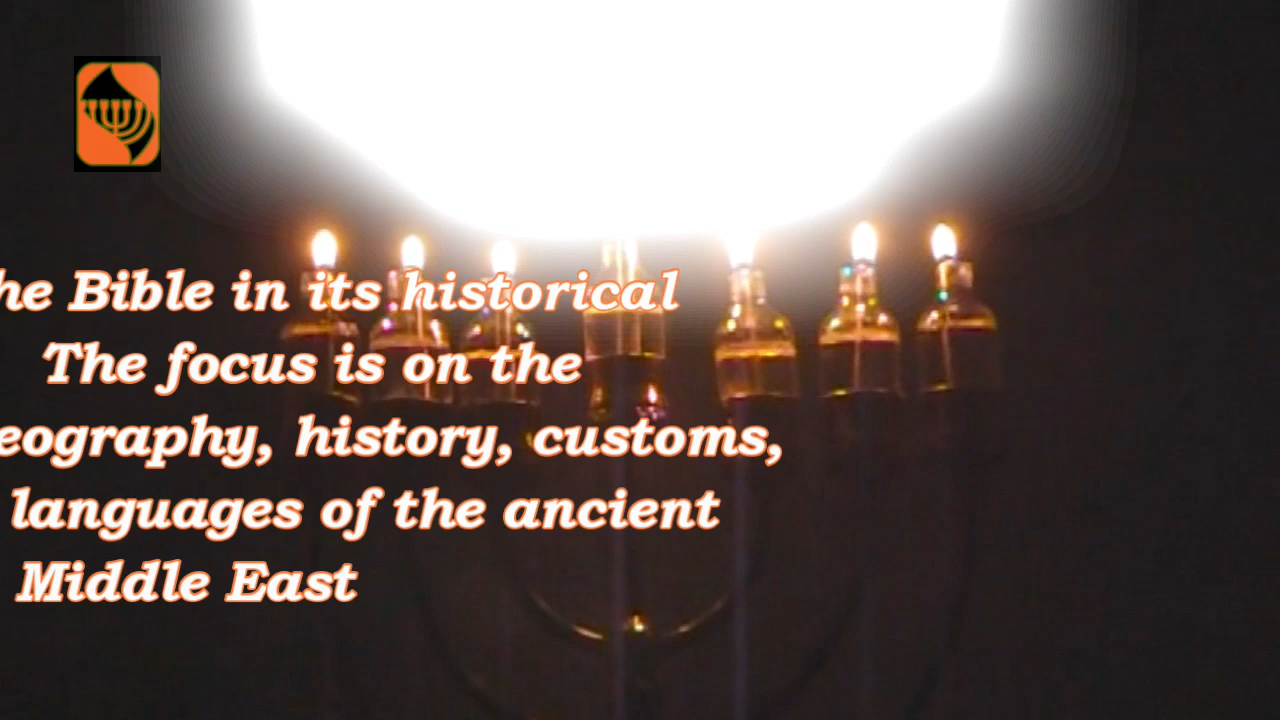 he Bible in its historical
The focus is on the
eography, history, customs,
languages of the ancient
Middle East